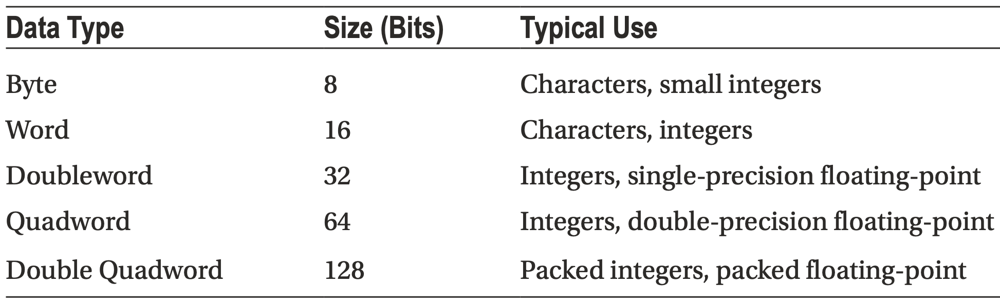 Data Type Size (Bits) Typical Use
Byte 8 Characters, small integers
Word 16 Characters, integers
Doubleword 32 Integers, single-precision floating-point
Quadword 64 Integers, double-precision floating-point
Double Quadword 128 Packed integers, packed floating-point